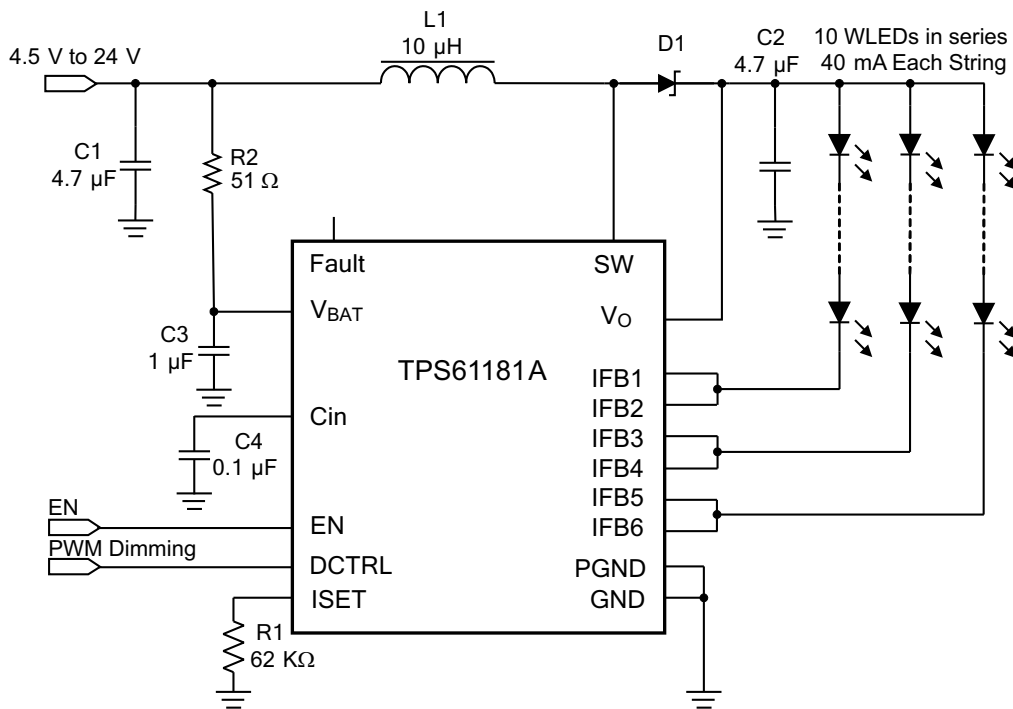 4.5 V to 24 V
L1
10 µH
D1
C2
4.7 µF
10 WLEDs in series
40 mA Each String
C1
4.7 µF
R2
51 Ω
Fault
SW
VBAT
VO
C3
1 µF
TPS61181A
IFB1
IFB2
Cin
IFB3
C4
0.1 µF
IFB4
IFB5
EN
EN
IFB6
PWM Dimming
DCTRL
PGND
ISET
GND
R1
62 KΩ